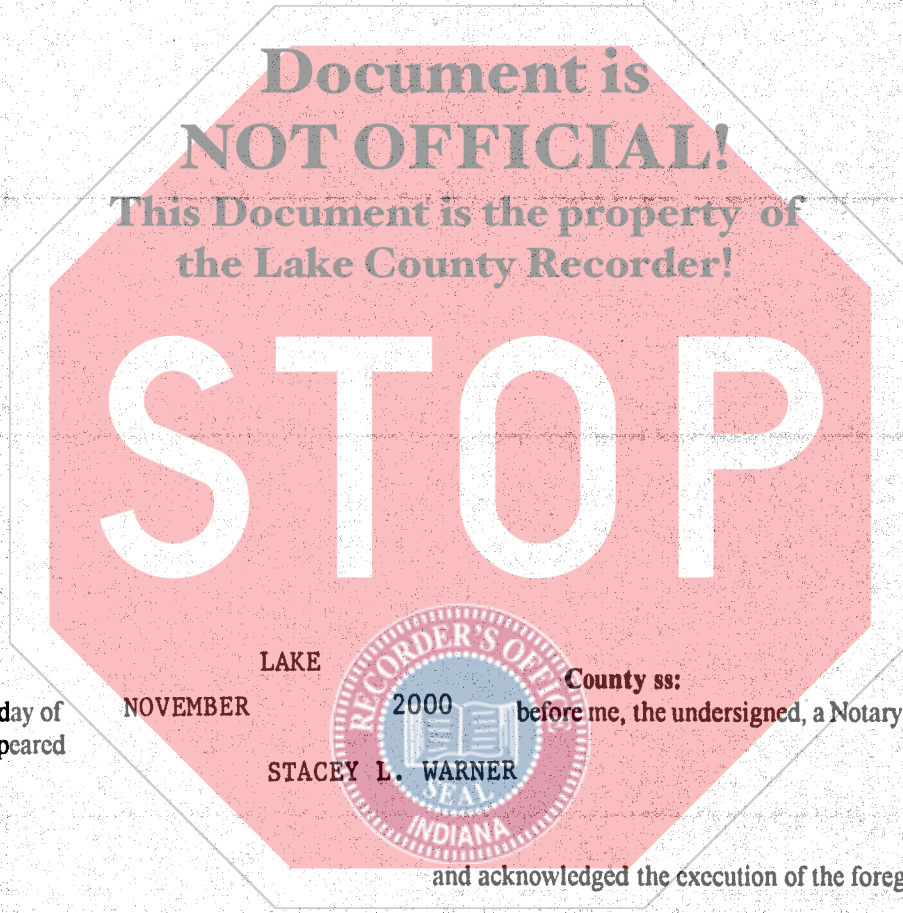 Document is
NOT OFFICIAL!
This Document is the property of
the Lake County Recorder!
STOP
LAKE
County ss:
day of NOVEMBER 2000 before me, the undersigned, a Notary
peared
STACEY L. WARNER
RECORDER'S OFFICE
SEAL
INDIANA
and acknowledged the execution of the foreg